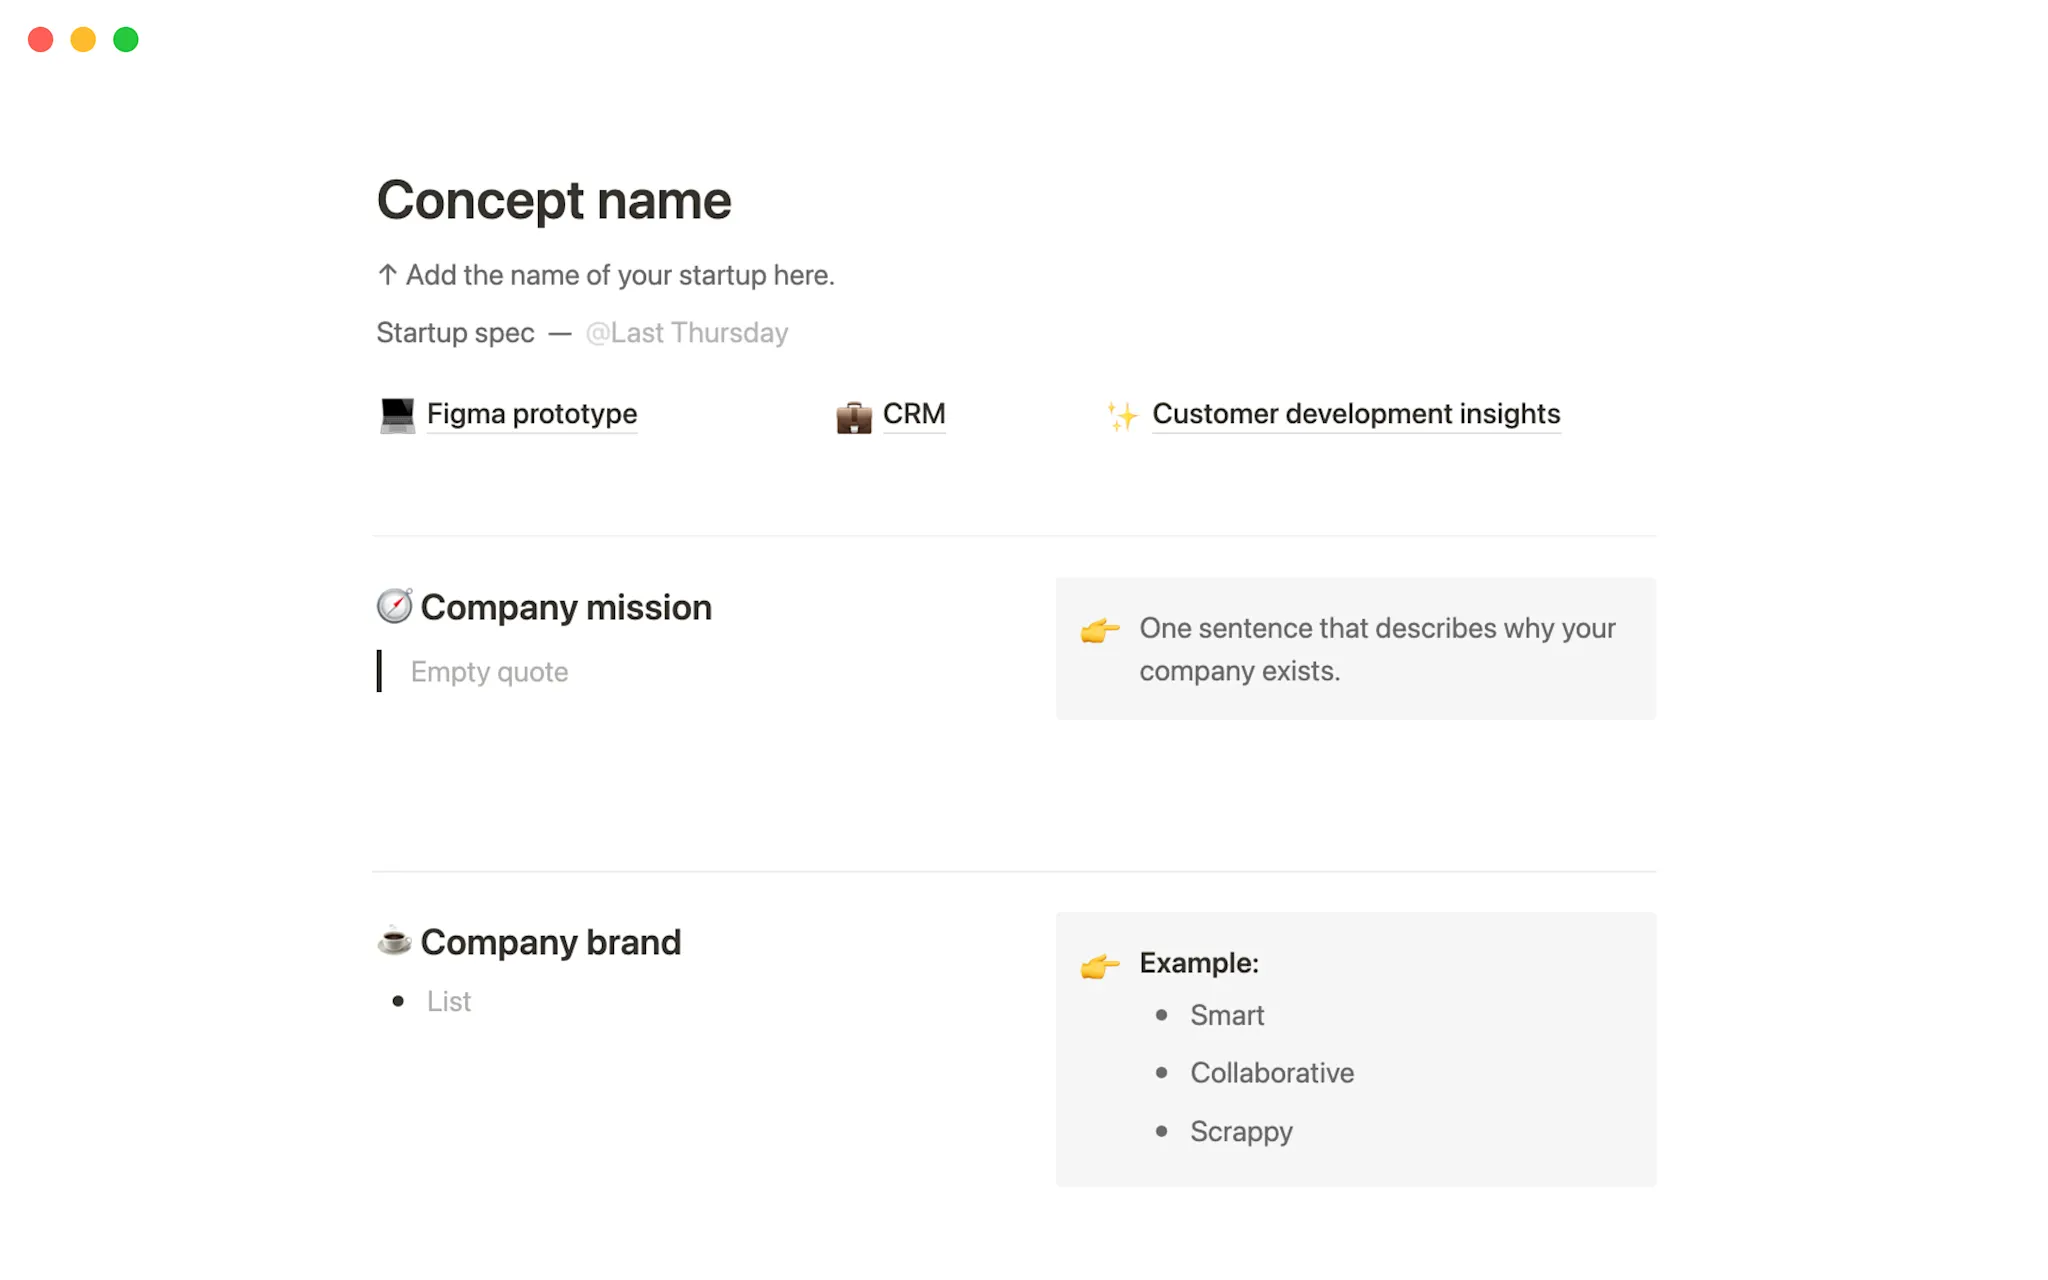 Concept name
↑ Add the name of your startup here.
Startup spec — @Last Thursday
Figma prototype
CRM
Customer development insights
Company mission
Empty quote
One sentence that describes why your
company exists.
Company brand
• List
Example:
• Smart
• Collaborative
• Scrappy